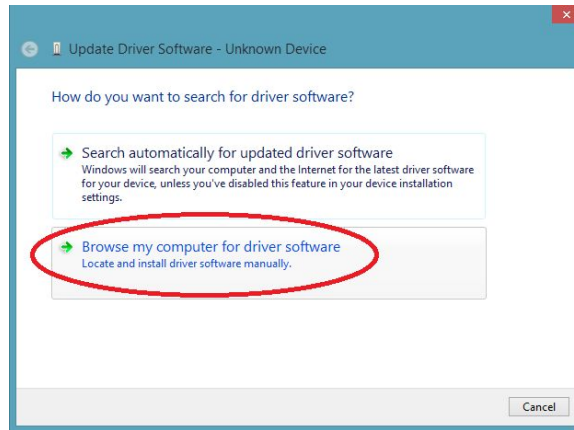 Update Driver Software - Unknown Device
How do you want to search for driver software?
Search automatically for updated driver software
Windows will search your computer and the Internet for the latest driver software
for your device, unless you've disabled this feature in your device installation
settings.
Browse my computer for driver software
Locate and install driver software manually.
Cancel